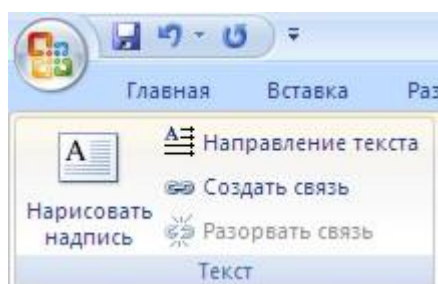 Главная Вставка Раз
A
Направление текста
Создать связь
Нарисовать надпись
Разорвать связь
Текст